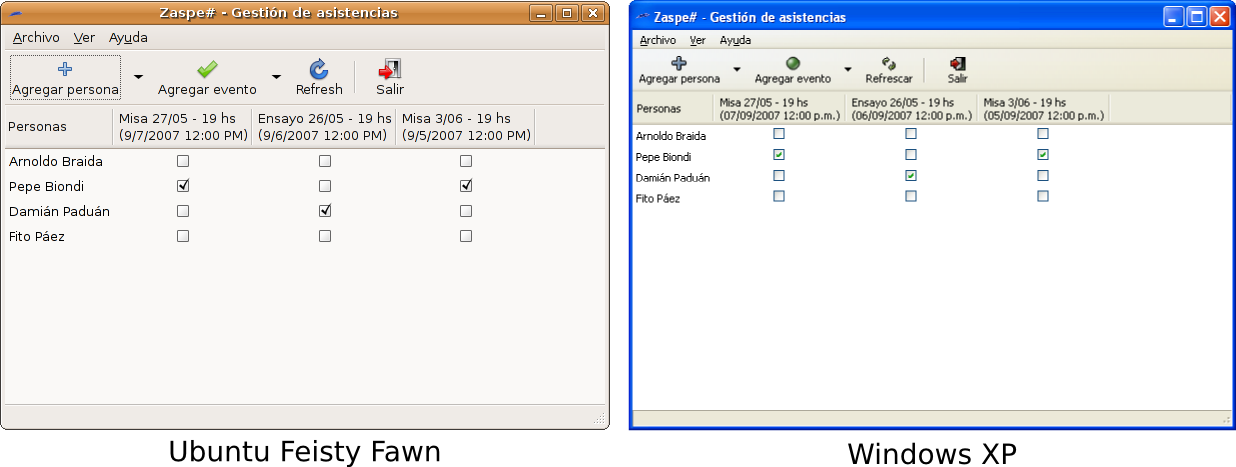 Zaspe# - Gestión de asistencias
Archivo Ver Ayuda
Agregar persona Agregar evento Refresh Salir
Personas
Misa 27/05 - 19 hs
(9/7/2007 12:00 PM)
Ensayo 26/05 - 19 hs
(9/6/2007 12:00 PM)
Misa 3/06 - 19 hs
(9/5/2007 12:00 PM)
Arnoldo Braida
Pepe Biondi
Damián Paduán
Fito Páez
Ubuntu Feisty Fawn
Zaspe# - Gestión de asistencias
Archivo Ver Ayuda
Agregar persona Agregar evento Refrescar Salir
Personas
Misa 27/05 - 19 hs
(07/09/2007 12:00 p.m.)
Ensayo 26/05 - 19 hs
(06/09/2007 12:00 p.m.)
Misa 3/06 - 19 hs
(05/09/2007 12:00 p.m.)
Arnoldo Braida
Pepe Biondi
Damián Paduán
Fito Páez
Windows XP